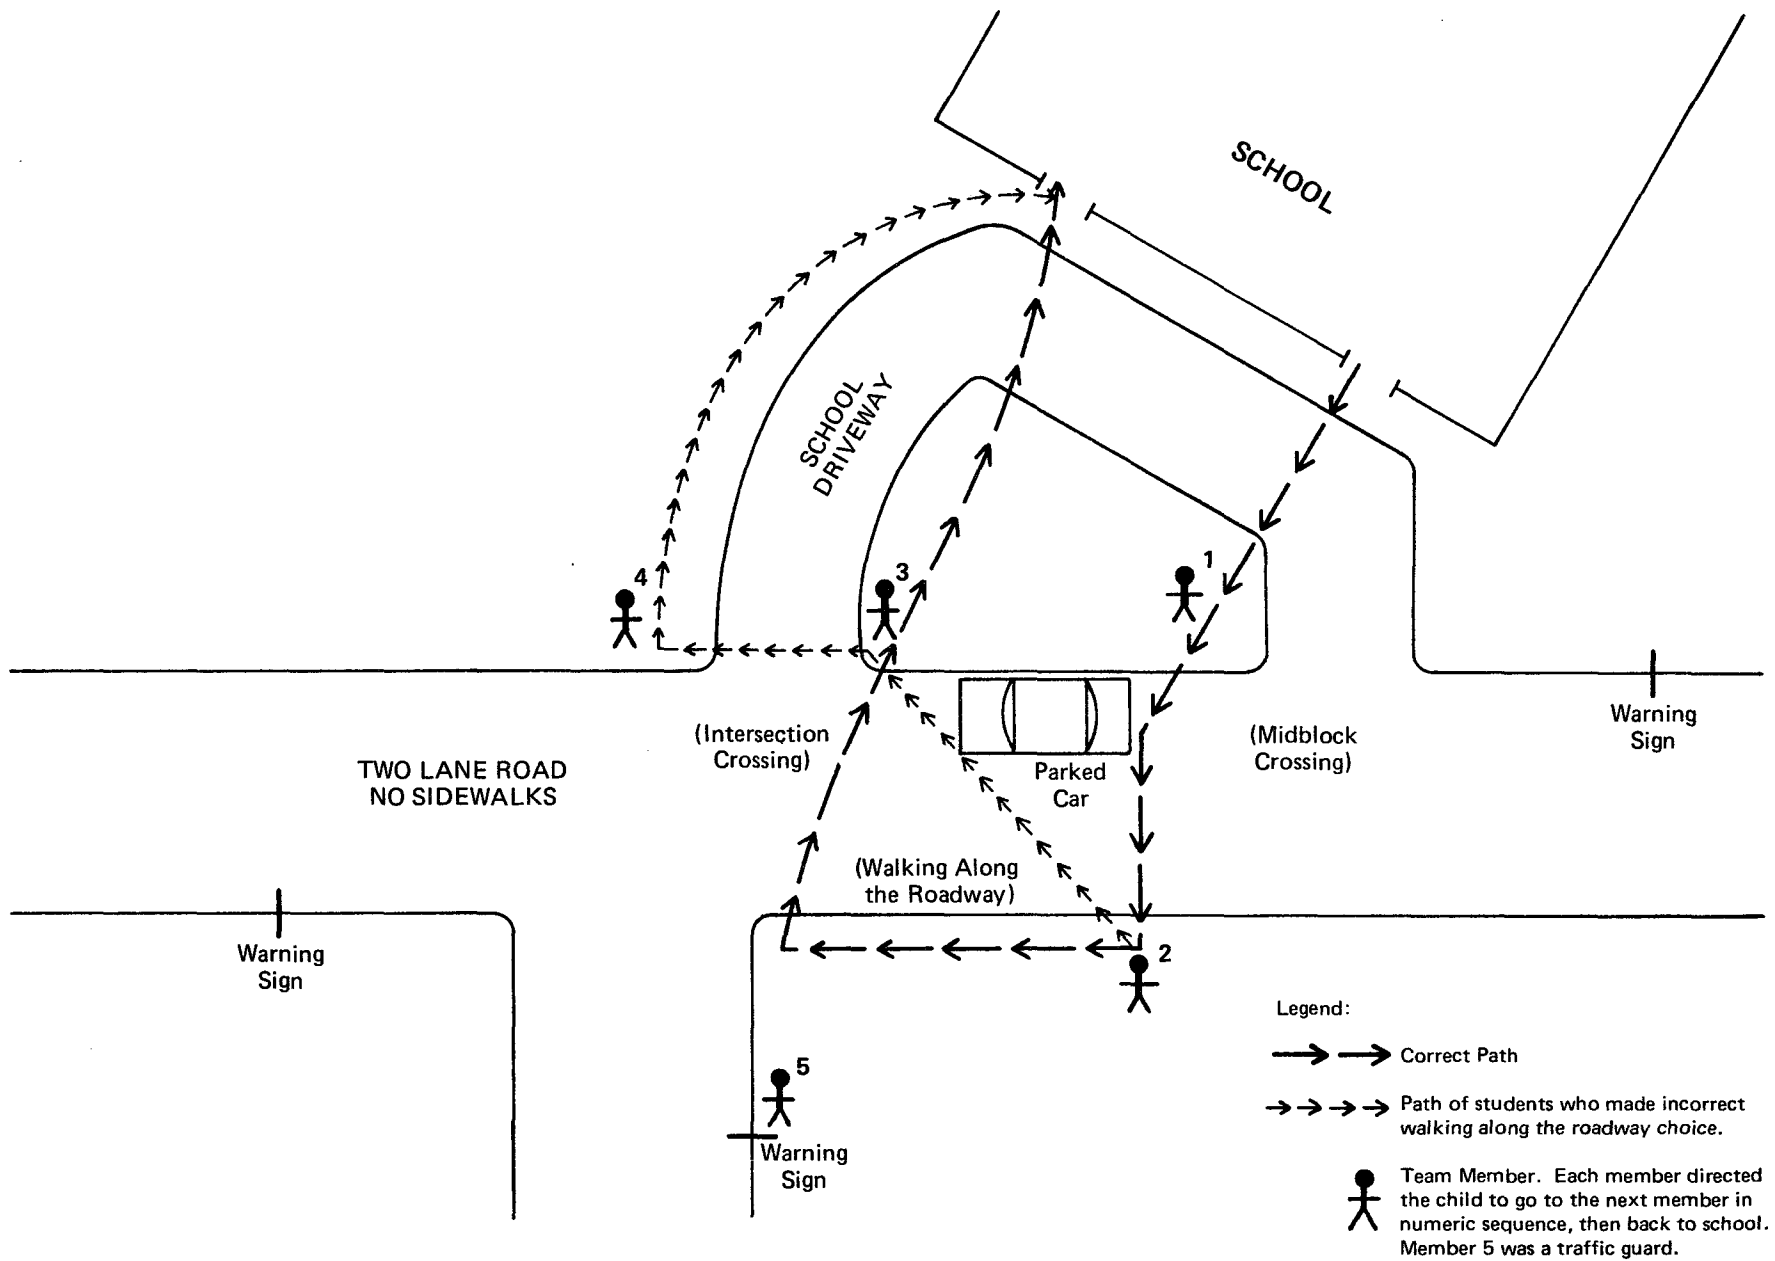 SCHOOL
SCHOOL
DRIVEWAY
4
3
1
(Intersection
Crossing)
(Midblock
Crossing)
Warning
Sign
TWO LANE ROAD
NO SIDEWALKS
Parked
Car
(Walking Along
the Roadway)
Warning
Sign
2
5
Warning
Sign
Legend:
Correct Path
Path of students who made incorrect
walking along the roadway choice.
Team Member. Each member directed
the child to go to the next member in
numeric sequence, then back to school.
Member 5 was a traffic guard.